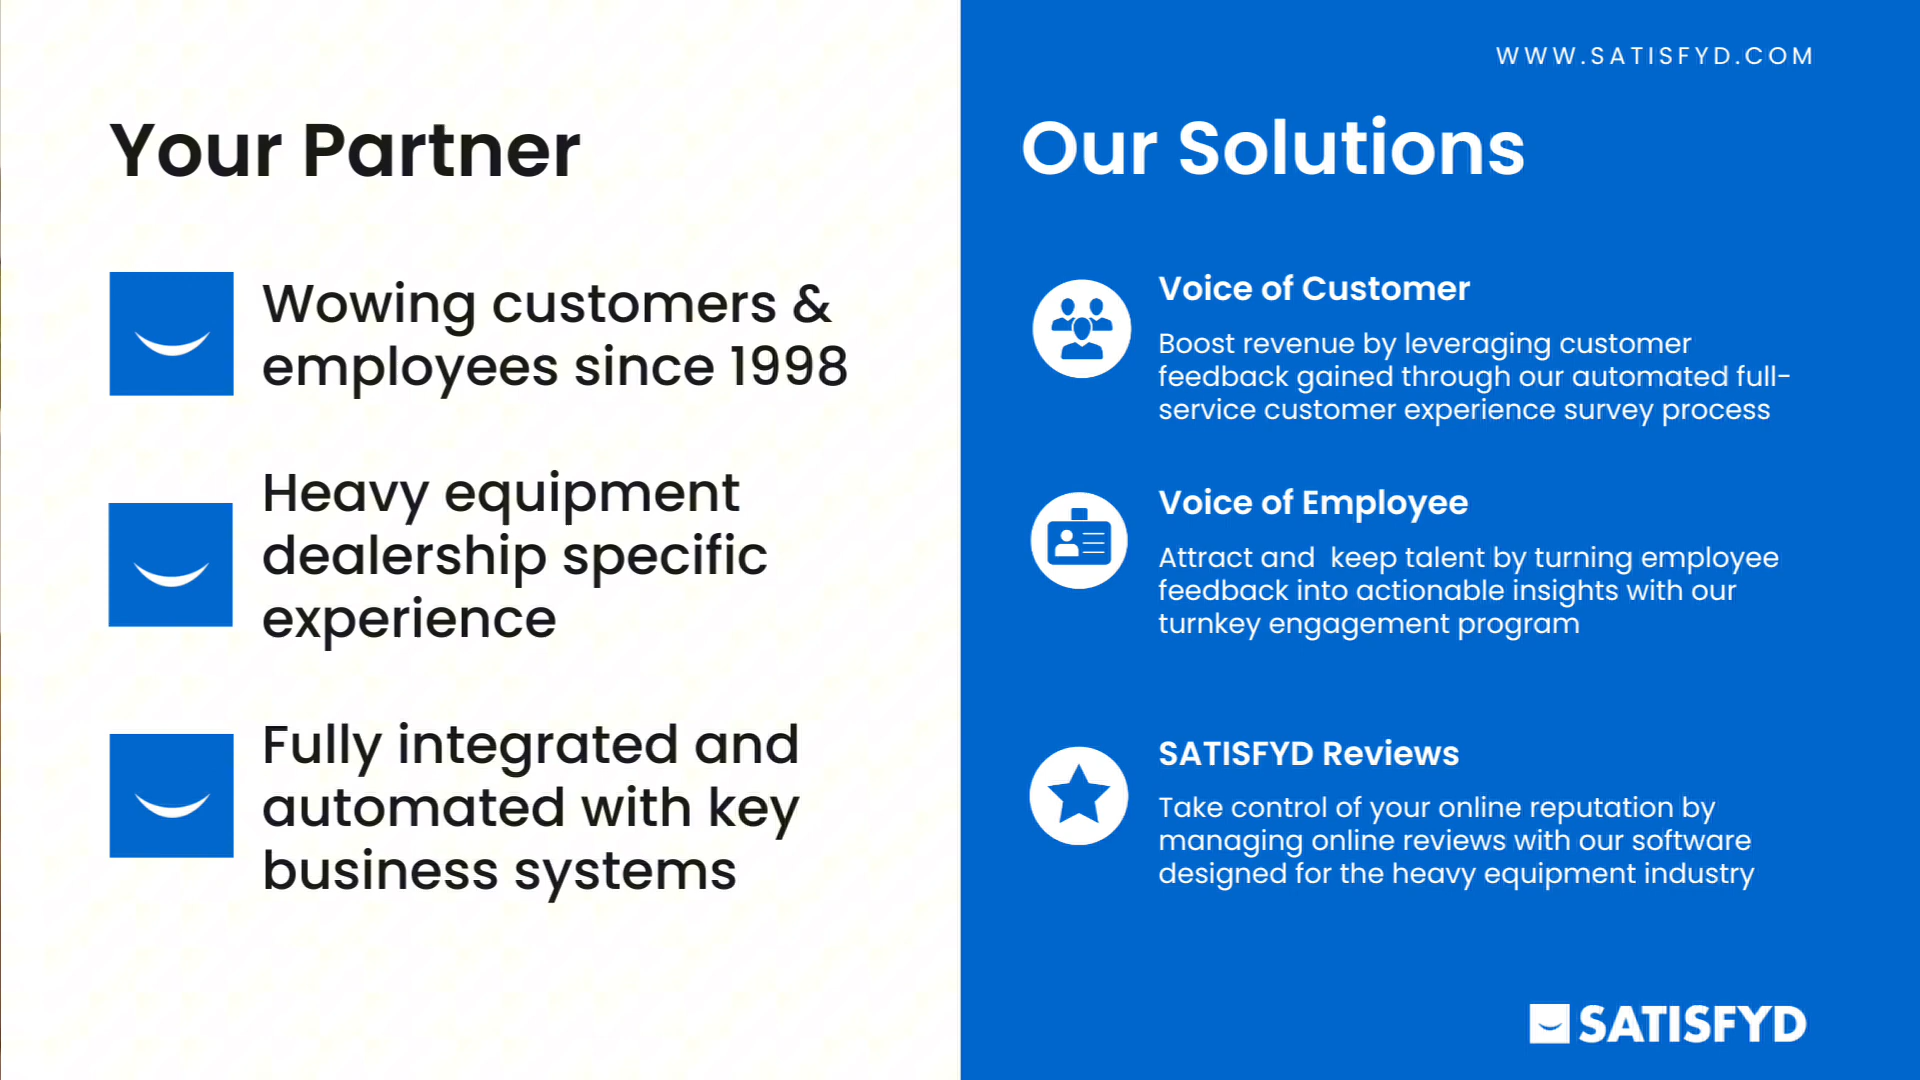 WWW.SATISFYD.COM
Your Partner
Wowing customers &
employees since 1998
Heavy equipment
dealership specific
experience
Fully integrated and
automated with key
business systems
Our Solutions
Voice of Customer
Boost revenue by leveraging customer
feedback gained through our automated full-
service customer experience survey process
Voice of Employee
Attract and  keep talent by turning employee
feedback into actionable insights with our
turnkey engagement program
SATISFYD Reviews
Take control of your online reputation by
managing online reviews with our software
designed for the heavy equipment industry
SATISFYD